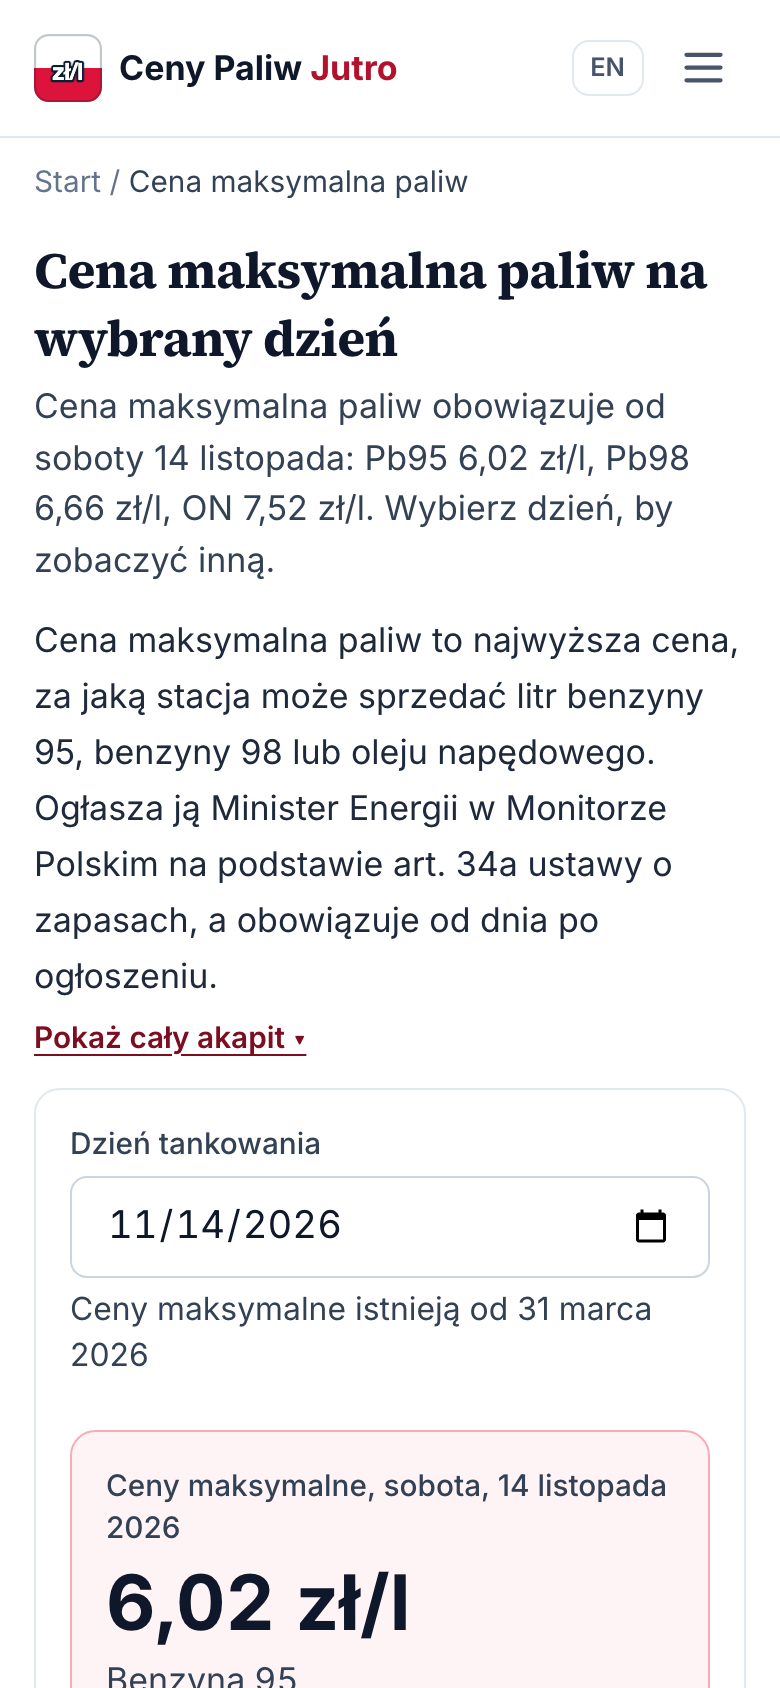 zł/l
Ceny Paliw Jutro
EN
Start / Cena maksymalna paliw
Cena maksymalna paliw na
wybrany dzień
Cena maksymalna paliw obowiązuje od
soboty 14 listopada: Pb95 6,02 zł/l, Pb98
6,66 zł/l, ON 7,52 zł/l. Wybierz dzień, by
zobaczyć inną.
Cena maksymalna paliw to najwyższa cena,
za jaką stacja może sprzedać litr benzyny
95, benzyny 98 lub oleju napędowego.
Ogłasza ją Minister Energii w Monitorze
Polskim na podstawie art. 34a ustawy o
zapasach, a obowiązuje od dnia po
ogłoszeniu.
Pokaż cały akapit ▾
Dzień tankowania
11/14/2026
Ceny maksymalne istnieją od 31 marca
2026
Ceny maksymalne, sobota, 14 listopada
2026
6,02 zł/l
Benzyna 95